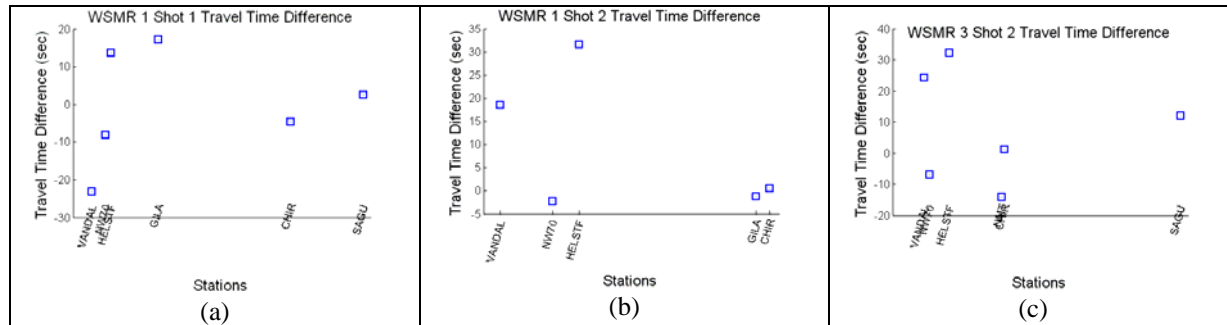 WSMR 1 Shot 1 Travel Time Difference
Travel Time Difference (sec)
20
10
0
-10
-20
-30
VANDAL
NW70
HELSTF
GILA
CHIR
SAGU
Stations
(a)
WSMR 1 Shot 2 Travel Time Difference
Travel Time Difference (sec)
35
30
25
20
15
10
5
0
-5
VANDAL
NW70
HELSTF
GILA
CHIR
Stations
(b)
WSMR 3 Shot 2 Travel Time Difference
Travel Time Difference (sec)
40
30
20
10
0
-10
-20
VANDAL
NW70
HELSTF
SAGU
Stations
(c)